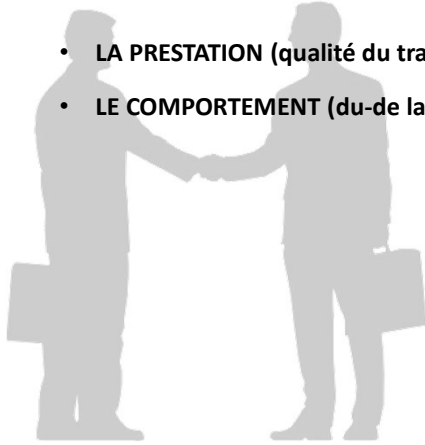 • LA PRESTATION (qualité du tra
• LE COMPORTEMENT (du-de la